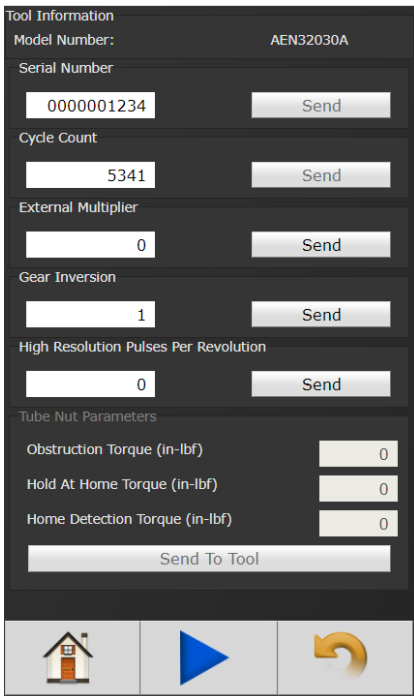 Tool Information
Model Number: AEN32030A
Serial Number
0000001234 Send
Cycle Count
5341 Send
External Multiplier
0 Send
Gear Inversion
1 Send
High Resolution Pulses Per Revolution
0 Send
Tube Nut Parameters
Obstruction Torque (in-lbf) 0
Hold At Home Torque (in-lbf) 0
Home Detection Torque (in-lbf) 0
Send To Tool